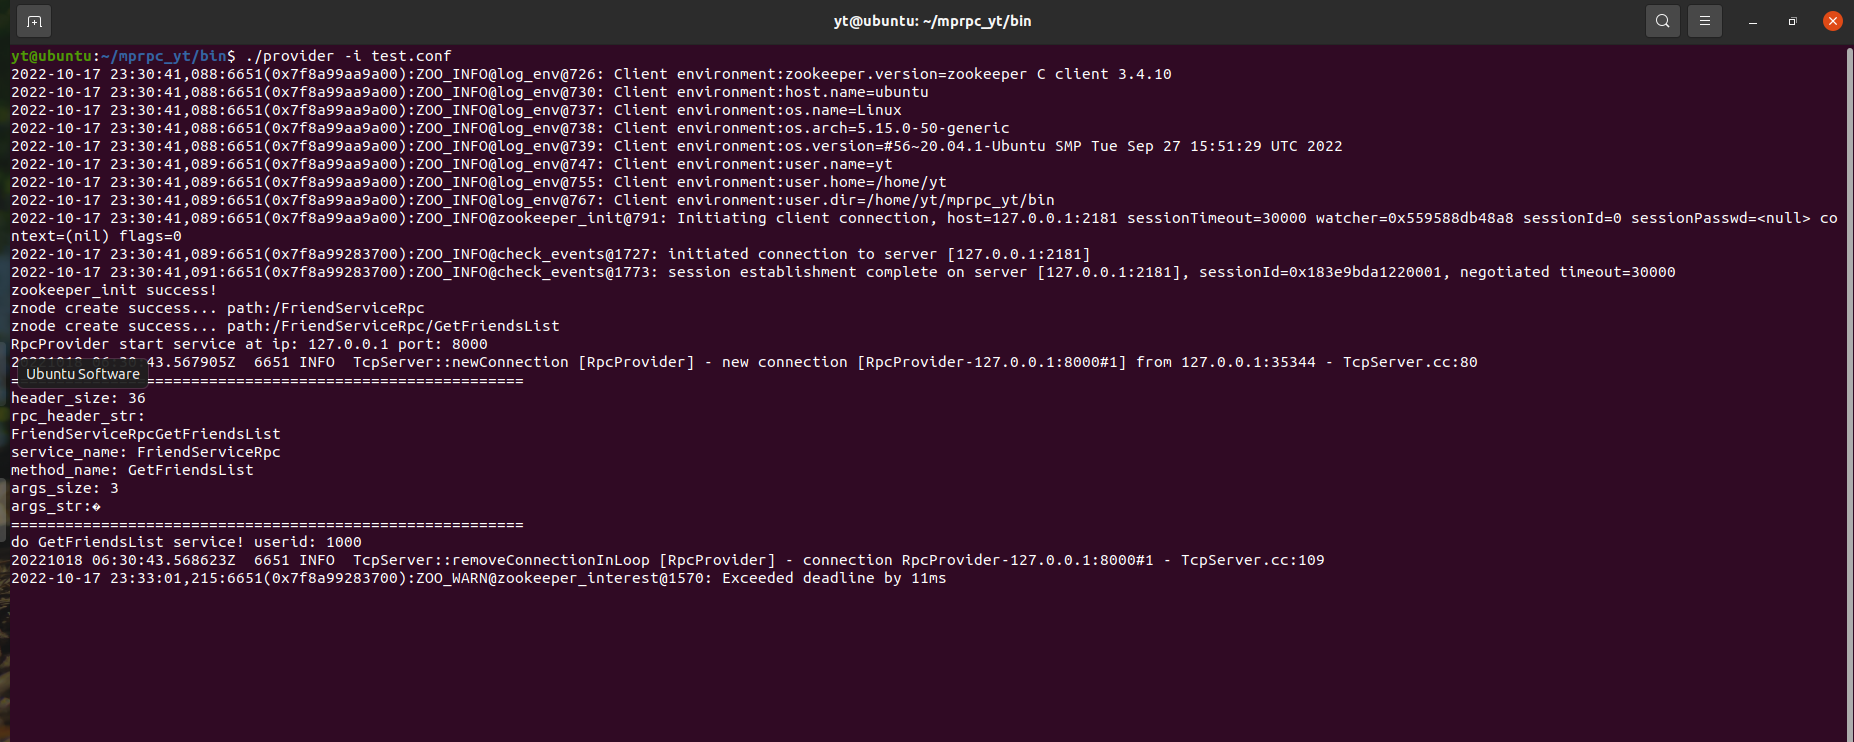 yt@ubuntu: ~/mprpc_yt/bin
yt@ubuntu:~/mprpc_yt/bin$ ./provider -i test.conf
2022-10-17 23:30:41,088:6651(0x7f8a99aa9a00):ZOO_INFO@log_env@726: Client environment:zookeeper.version=zookeeper C client 3.4.10
2022-10-17 23:30:41,088:6651(0x7f8a99aa9a00):ZOO_INFO@log_env@730: Client environment:host.name=ubuntu
2022-10-17 23:30:41,088:6651(0x7f8a99aa9a00):ZOO_INFO@log_env@737: Client environment:os.name=Linux
2022-10-17 23:30:41,088:6651(0x7f8a99aa9a00):ZOO_INFO@log_env@738: Client environment:os.arch=5.15.0-50-generic
2022-10-17 23:30:41,088:6651(0x7f8a99aa9a00):ZOO_INFO@log_env@739: Client environment:os.version=#56~20.04.1-Ubuntu SMP Tue Sep 27 15:51:29 UTC 2022
2022-10-17 23:30:41,089:6651(0x7f8a99aa9a00):ZOO_INFO@log_env@747: Client environment:user.name=yt
2022-10-17 23:30:41,089:6651(0x7f8a99aa9a00):ZOO_INFO@log_env@755: Client environment:user.home=/home/yt
2022-10-17 23:30:41,089:6651(0x7f8a99aa9a00):ZOO_INFO@log_env@767: Client environment:user.dir=/home/yt/mprpc_yt/bin
2022-10-17 23:30:41,089:6651(0x7f8a99aa9a00):ZOO_INFO@zookeeper_init@791: Initiating client connection, host=127.0.0.1:2181 sessionTimeout=30000 watcher=0x559588db48a8 sessionId=0 sessionPasswd=<null> co
ntext=(nil) flags=0
2022-10-17 23:30:41,089:6651(0x7f8a99283700):ZOO_INFO@check_events@1727: initiated connection to server [127.0.0.1:2181]
2022-10-17 23:30:41,091:6651(0x7f8a99283700):ZOO_INFO@check_events@1773: session establishment complete on server [127.0.0.1:2181], sessionId=0x183e9bda1220001, negotiated timeout=30000
zookeeper_init success!
znode create success... path:/FriendServiceRpc
znode create success... path:/FriendServiceRpc/GetFriendsList
RpcProvider start service at ip: 127.0.0.1 port: 8000
20221018 06:30:43.567905Z  6651 INFO  TcpServer::newConnection [RpcProvider] - new connection [RpcProvider-127.0.0.1:8000#1] from 127.0.0.1:35344 - TcpServer.cc:80
Ubuntu Software
=========================================================
header_size: 36
rpc_header_str:
FriendServiceRpcGetFriendsList
service_name: FriendServiceRpc
method_name: GetFriendsList
args_size: 3
args_str:�
=========================================================
do GetFriendsList service! userid: 1000
20221018 06:30:43.568623Z  6651 INFO  TcpServer::removeConnectionInLoop [RpcProvider] - connection RpcProvider-127.0.0.1:8000#1 - TcpServer.cc:109
2022-10-17 23:33:01,215:6651(0x7f8a99283700):ZOO_WARN@zookeeper_interest@1570: Exceeded deadline by 11ms